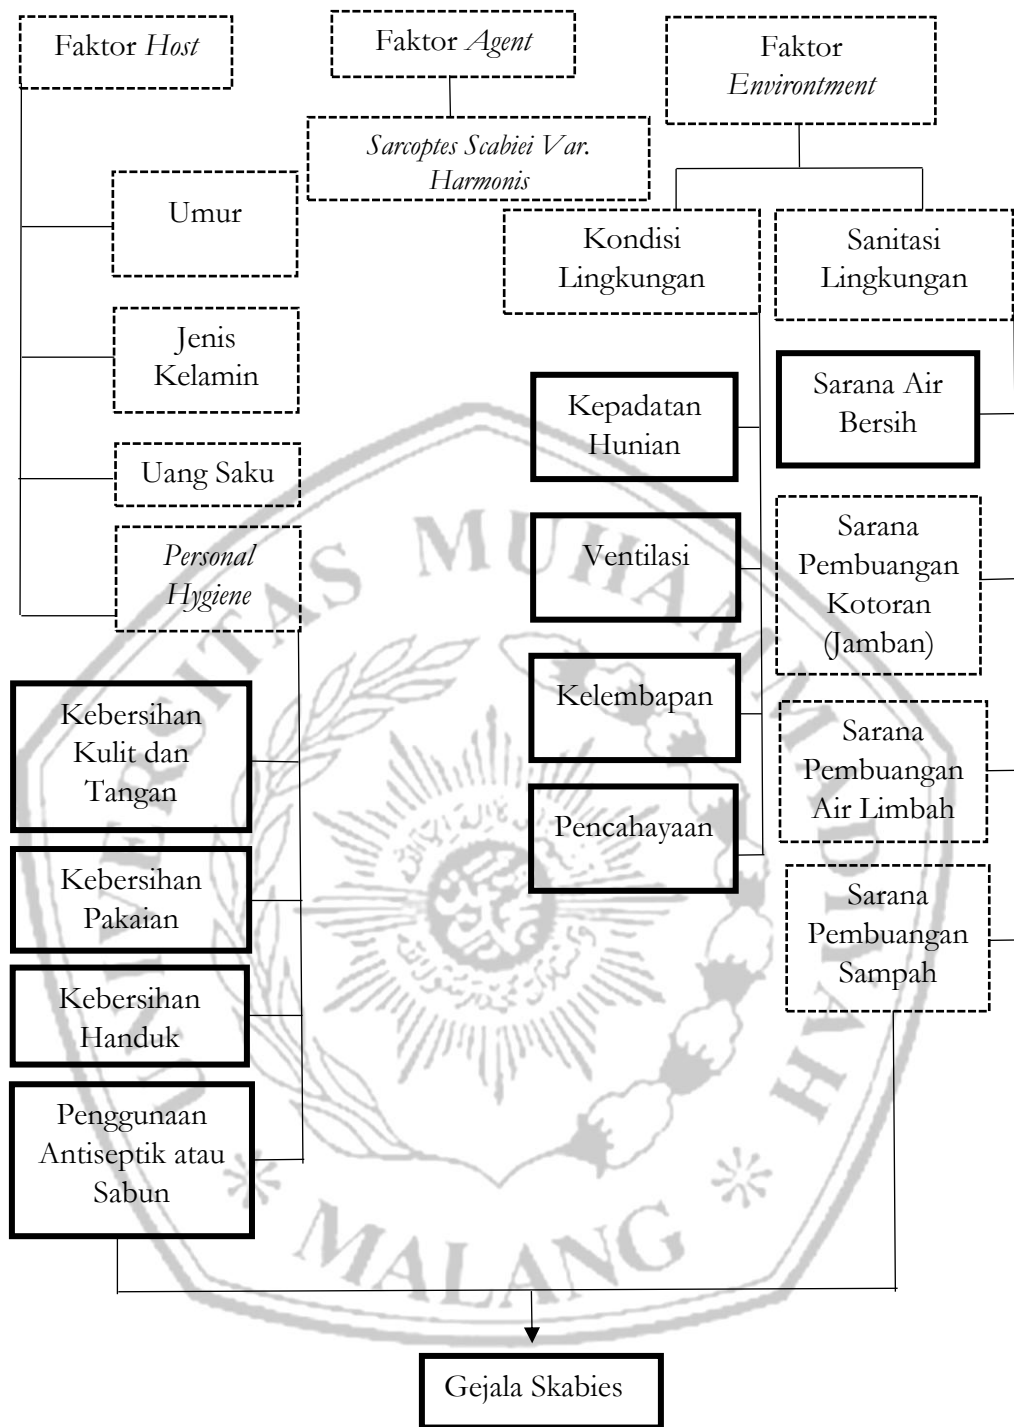 Faktor Host
Faktor Agent
Faktor
Environtment
Sarcoptes Scabiei Var.
Harmonis
Umur
Kondisi
Lingkungan
Sanitasi
Lingkungan
Jenis
Kelamin
Kepadatan
Hunian
Sarana Air
Bersih
Uang Saku
Personal
Hygiene
Ventilasi
Sarana
Pembuangan
Kotoran
(Jamban)
Kebersihan
Kulit dan
Tangan
Kelembapan
Sarana
Pembuangan
Air Limbah
Pencahayaan
Kebersihan
Pakaian
Sarana
Pembuangan
Sampah
Kebersihan
Handuk
Penggunaan
Antiseptik atau
Sabun
Gejala Skabies
UNIVERSITAS MUHAMMADIYAH
MALANG